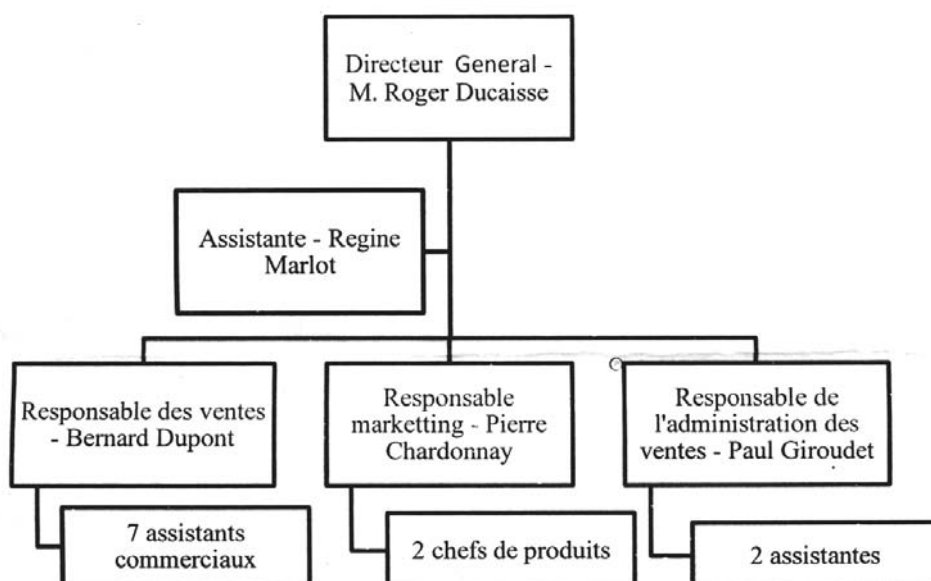 Directeur General -
M. Roger Ducaisse
Assistante - Regine
Marlot
Responsable des ventes
- Bernard Dupont
Responsable
marketting - Pierre
Chardonnay
Responsable de
l'administration des
ventes - Paul Giroudet
7 assistants
commerciaux
2 chefs de produits
2 assistantes